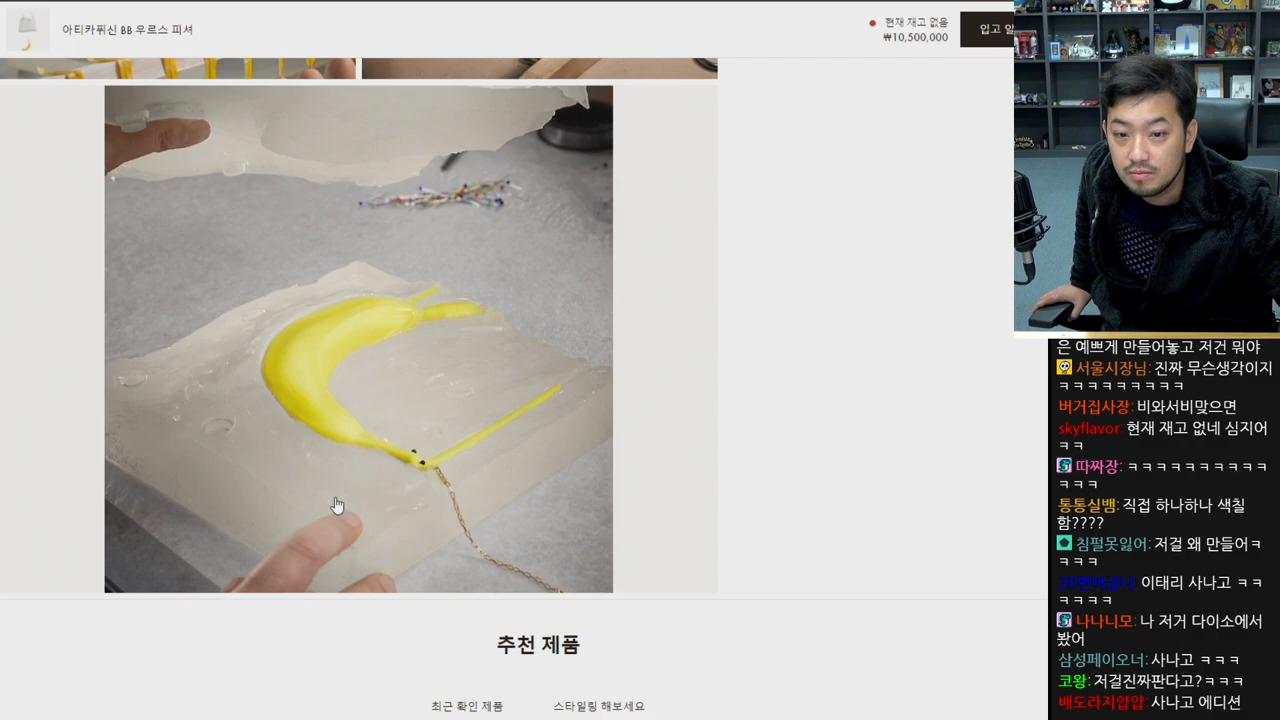 아티카퓌신 BB 우르스 피셔
현재 재고 없음
₩10,500,000
입고 알
추천 제품
최근 확인 제품
스타일링 해보세요
은 예쁘게 만들어놓고 저건 뭐야
서울시장님: 진짜 무슨생각이지
ㅋㅋㅋㅋㅋㅋㅋㅋㅋ
버거집사장: 비와서비맞으면
skyflavor: 현재 재고 없네 심지어
ㅋㅋ
따짜장: ㅋㅋㅋㅋㅋㅋㅋㅋㅋㅋ
ㅋㅋㅋ
통통실뱀: 직접 하나하나 색칠
함????
침펄못잃어: 저걸 왜 만들어ㅋ
ㅋㅋㅋ
이태리 사나고 ㅋㅋ
ㅋㅋㅋㅋ
나나니모: 나 저거 다이소에서
봤어
삼성페이오너: 사나고 ㅋㅋㅋ
코왕: 저걸진짜판다고?ㅋㅋㅋ
배도라지얍얍: 사나고 에디션